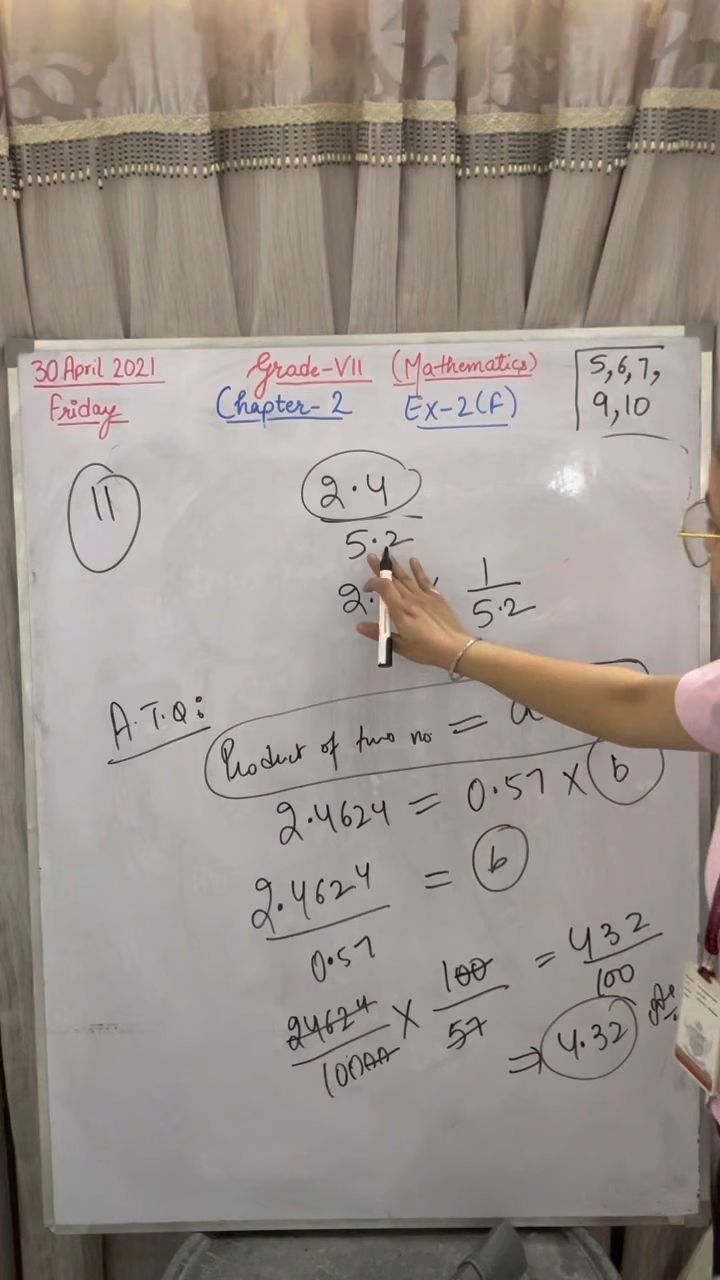 30 April 2021 Grade-VII (Mathematics) 5,6,7,
Friday Chapter-2 Ex-2(F) 9,10
11
2.4
5.2
2. 1
5.2
A.T.Q:
Product of two no = a
2.4624 = 0.57 × b
2.4624 = b
0.57
24624 × 100 = 432
10000 57 100
⇒ 4.32 Ans.